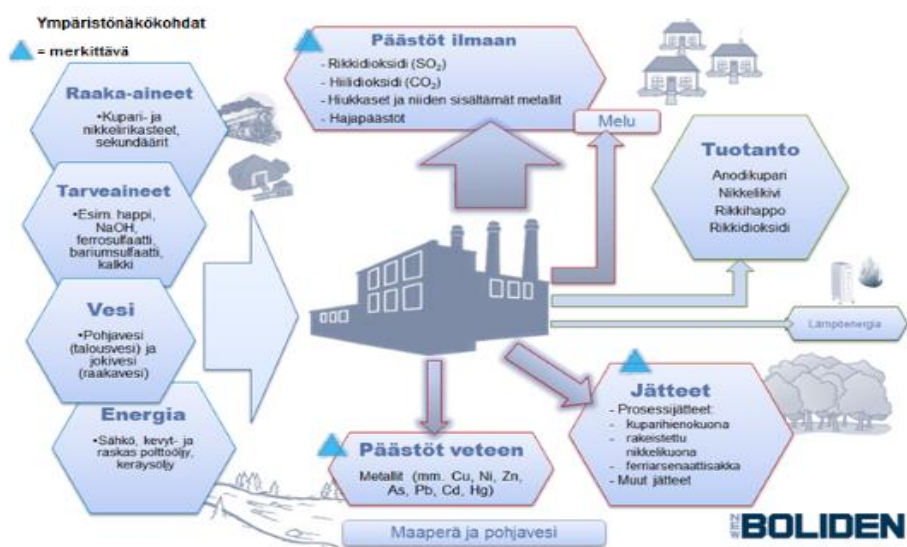 Ympäristönäkökohdat
= merkittävä
Raaka-aineet
•Kupari- ja
nikkelirikasteet,
sekundäärit
Tarveaineet
•Esim. happi,
NaOH,
ferrosulfaatti,
bariumsulfaatti,
kalkki
Vesi
•Pohjavesi
(talousvesi) ja
jokivesi
(raakavesi)
Energia
•Sähkö, kevyt- ja
raskas polttoöljy,
keräysöljy
Päästöt ilmaan
- Rikkidioksidi (SO₂)
- Hiilidioksidi (CO₂)
- Hiukkaset ja niiden sisältämät metallit
- Hajapäästöt
Melu
Tuotanto
Anodikupari
Nikkelikivi
Rikkihappo
Rikkidioksidi
Lämpöenergia
Jätteet
- Prosessijätteet:
- kuparihienokuona
- rakeistettu
nikkelikuona
- ferriarsenaattisakka
- Muut jätteet
Päästöt veteen
Metallit (mm. Cu, Ni, Zn,
As, Pb, Cd, Hg)
Maaperä ja pohjavesi
NEW BOLIDEN